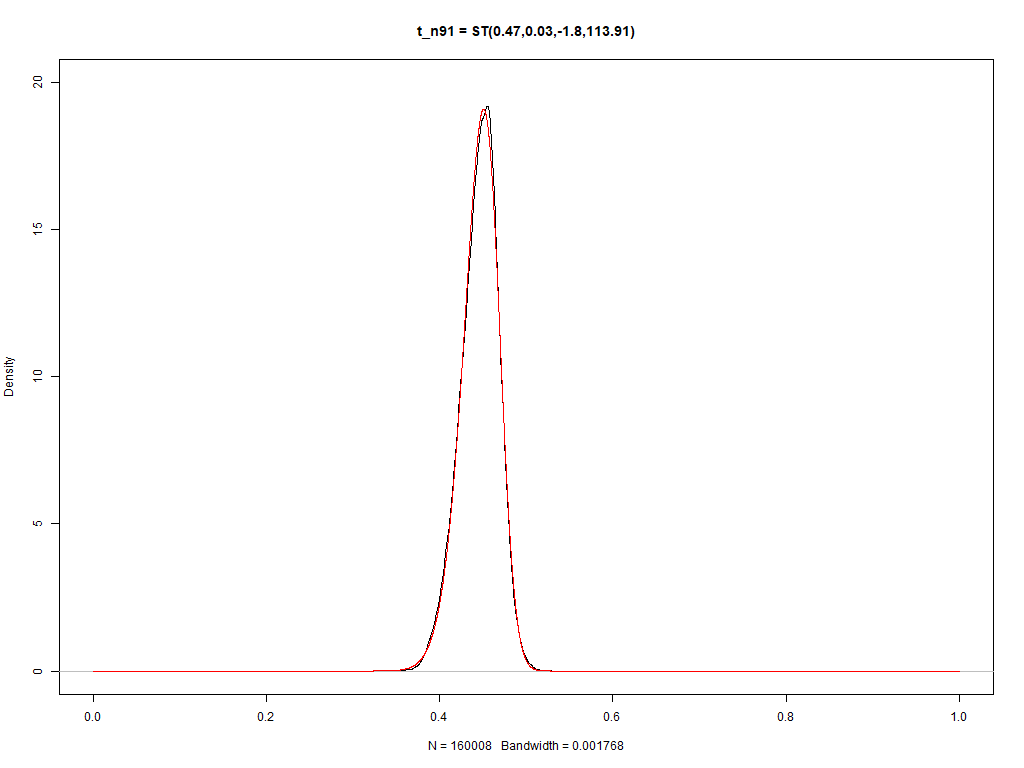 t_n91 = ST(0.47,0.03,-1.8,113.91)
Density
20
15
10
5
0
0.0 0.2 0.4 0.6 0.8 1.0
N = 160008 Bandwidth = 0.001768